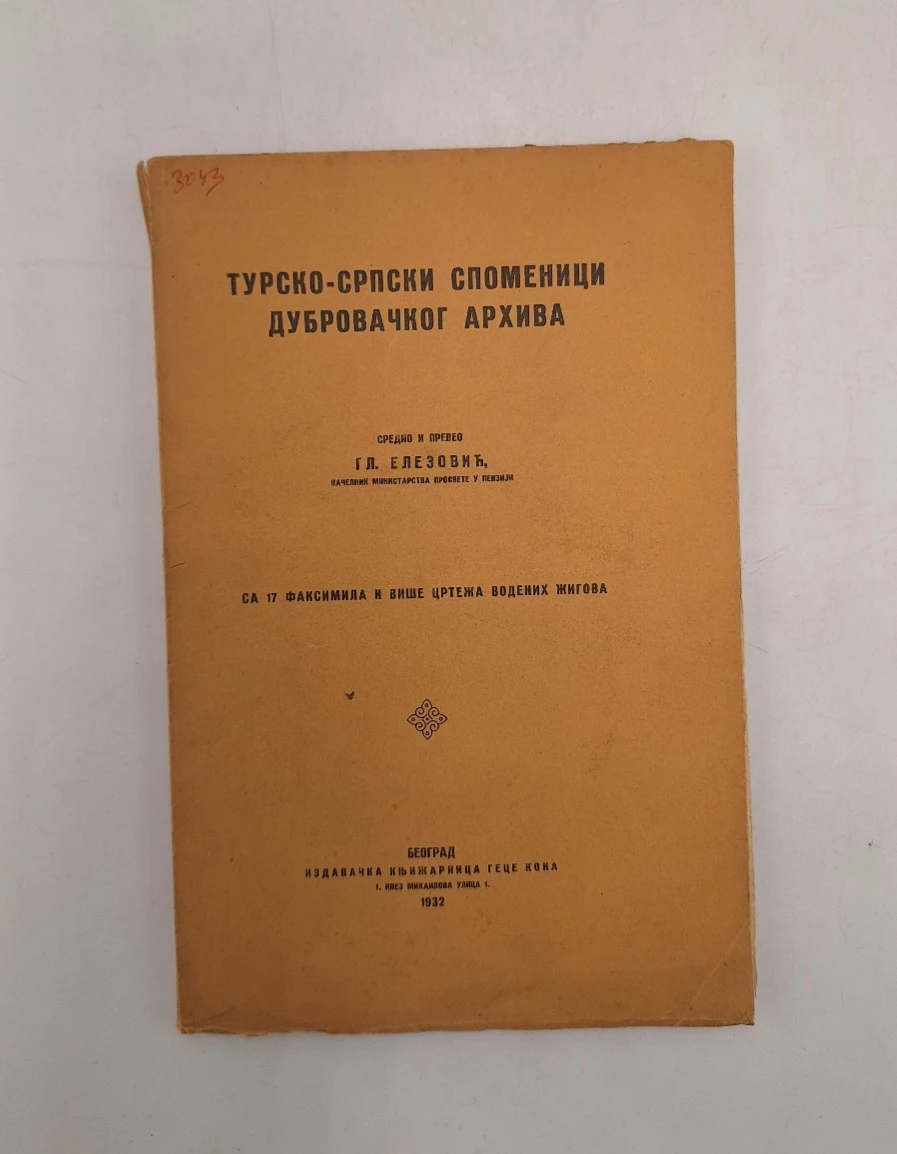 3043
ТУРСКО-СРПСКИ СПОМЕНИЦИ
ДУБРОВАЧКОГ АРХИВА
СРЕДИО И ПРЕВЕО
ГЛ. ЕЛЕЗОВИЋ,
НАЧЕЛНИК МИНИСТАРСТВА ПРОСВЕТЕ У ПЕНЗИЈИ
СА 17 ФАКСИМИЛА И ВИШЕ ЦРТЕЖА ВОДЕНИХ ЖИГОВА
БЕОГРАД
ИЗДАВАЧКА КЊИЖАРНИЦА ГЕЦЕ КОНА
1. КНЕЗ МИХАИЛОВА УЛИЦА 1.
1932